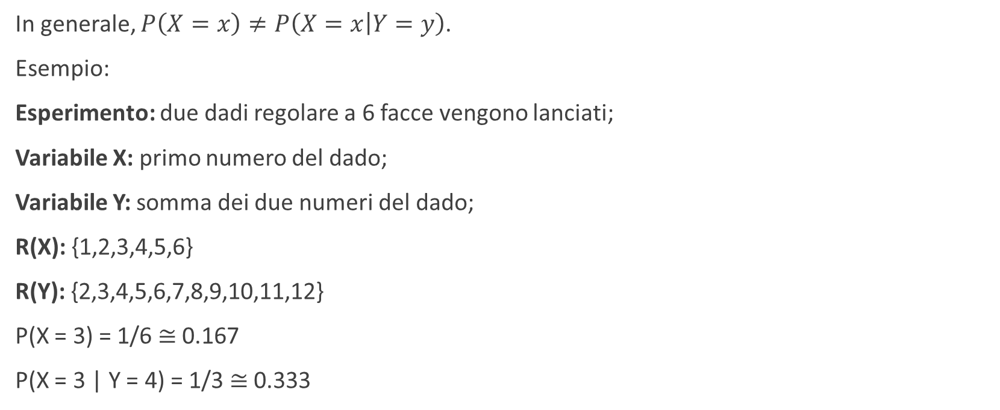 In generale, P(X = x) ≠ P(X = x|Y = y).
Esempio:
Esperimento: due dadi regolare a 6 facce vengono lanciati;
Variabile X: primo numero del dado;
Variabile Y: somma dei due numeri del dado;
R(X): {1,2,3,4,5,6}
R(Y): {2,3,4,5,6,7,8,9,10,11,12}
P(X = 3) = 1/6 ≅ 0.167
P(X = 3 | Y = 4) = 1/3 ≅ 0.333